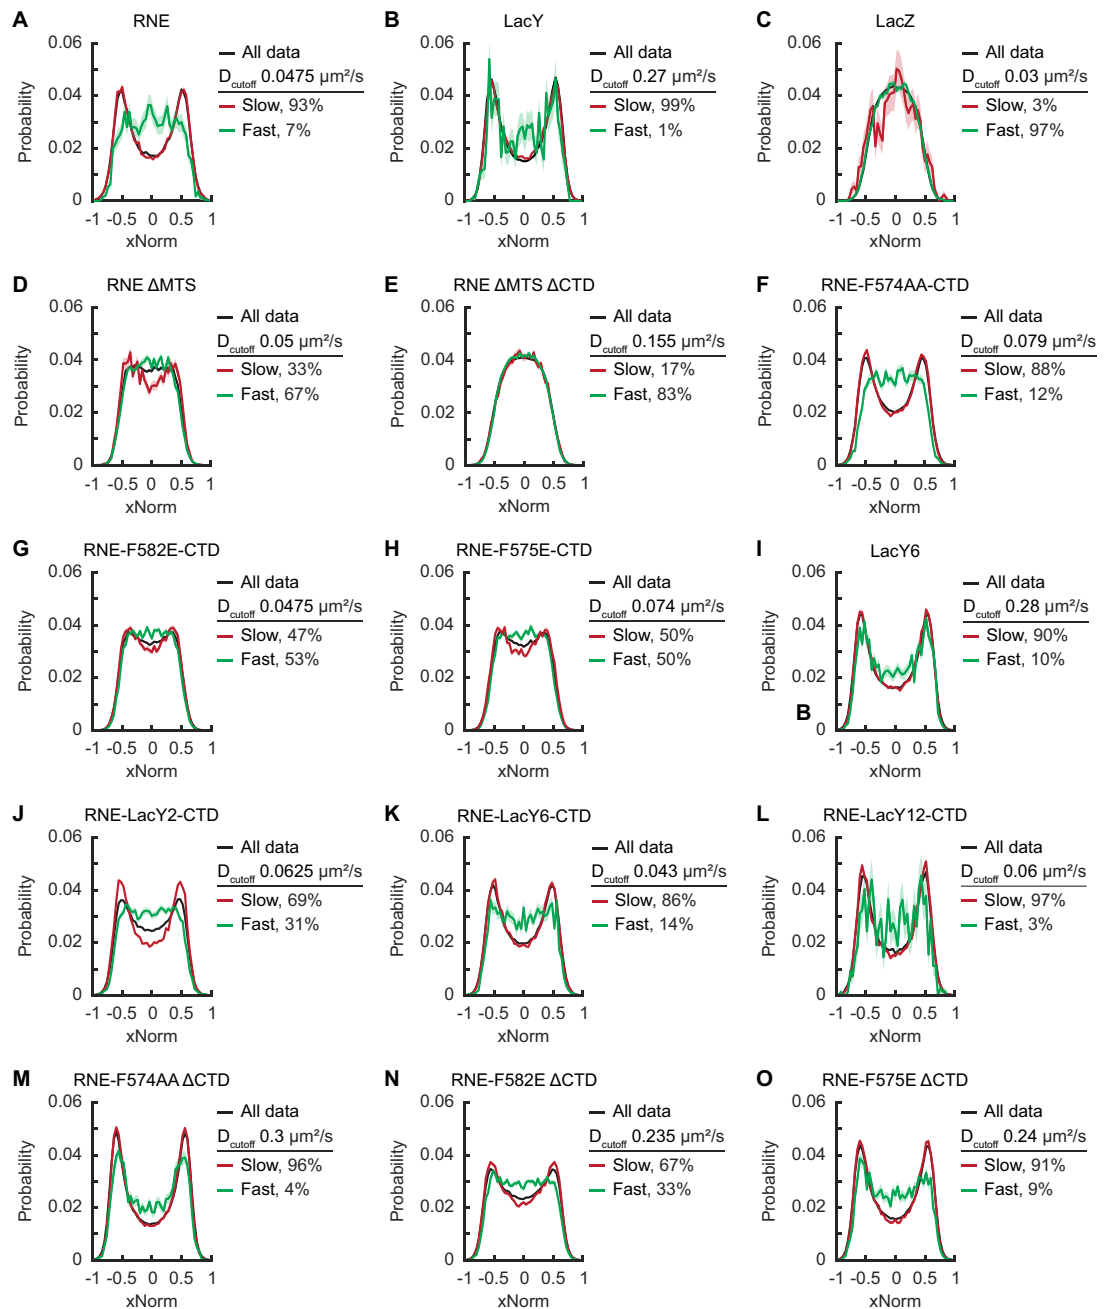 A
RNE
0.06
0.04
0.02
0
Probability
-1 -0.5 0 0.5 1
xNorm
All data
Dcutoff 0.0475 µm²/s
Slow, 93%
Fast, 7%
B
LacY
0.06
0.04
0.02
0
Probability
-1 -0.5 0 0.5 1
xNorm
All data
Dcutoff 0.27 µm²/s
Slow, 99%
Fast, 1%
C
LacZ
0.06
0.04
0.02
0
Probability
-1 -0.5 0 0.5 1
xNorm
All data
Dcutoff 0.03 µm²/s
Slow, 3%
Fast, 97%
D
RNE ΔMTS
0.06
0.04
0.02
0
Probability
-1 -0.5 0 0.5 1
xNorm
All data
Dcutoff 0.05 µm²/s
Slow, 33%
Fast, 67%
E
RNE ΔMTS ΔCTD
0.06
0.04
0.02
0
Probability
-1 -0.5 0 0.5 1
xNorm
All data
Dcutoff 0.155 µm²/s
Slow, 17%
Fast, 83%
F
RNE-F574AA-CTD
0.06
0.04
0.02
0
Probability
-1 -0.5 0 0.5 1
xNorm
All data
Dcutoff 0.079 µm²/s
Slow, 88%
Fast, 12%
G
RNE-F582E-CTD
0.06
0.04
0.02
0
Probability
-1 -0.5 0 0.5 1
xNorm
All data
Dcutoff 0.0475 µm²/s
Slow, 47%
Fast, 53%
H
RNE-F575E-CTD
0.06
0.04
0.02
0
Probability
-1 -0.5 0 0.5 1
xNorm
All data
Dcutoff 0.074 µm²/s
Slow, 50%
Fast, 50%
I
LacY6
0.06
0.04
0.02
0
Probability
B
-1 -0.5 0 0.5 1
xNorm
All data
Dcutoff 0.28 µm²/s
Slow, 90%
Fast, 10%
J
RNE-LacY2-CTD
0.06
0.04
0.02
0
Probability
-1 -0.5 0 0.5 1
xNorm
All data
Dcutoff 0.0625 µm²/s
Slow, 69%
Fast, 31%
K
RNE-LacY6-CTD
0.06
0.04
0.02
0
Probability
-1 -0.5 0 0.5 1
xNorm
All data
Dcutoff 0.043 µm²/s
Slow, 86%
Fast, 14%
L
RNE-LacY12-CTD
0.06
0.04
0.02
0
Probability
-1 -0.5 0 0.5 1
xNorm
All data
Dcutoff 0.06 µm²/s
Slow, 97%
Fast, 3%
M
RNE-F574AA ΔCTD
0.06
0.04
0.02
0
Probability
-1 -0.5 0 0.5 1
xNorm
All data
Dcutoff 0.3 µm²/s
Slow, 96%
Fast, 4%
N
RNE-F582E ΔCTD
0.06
0.04
0.02
0
Probability
-1 -0.5 0 0.5 1
xNorm
All data
Dcutoff 0.235 µm²/s
Slow, 67%
Fast, 33%
O
RNE-F575E ΔCTD
0.06
0.04
0.02
0
Probability
-1 -0.5 0 0.5 1
xNorm
All data
Dcutoff 0.24 µm²/s
Slow, 91%
Fast, 9%